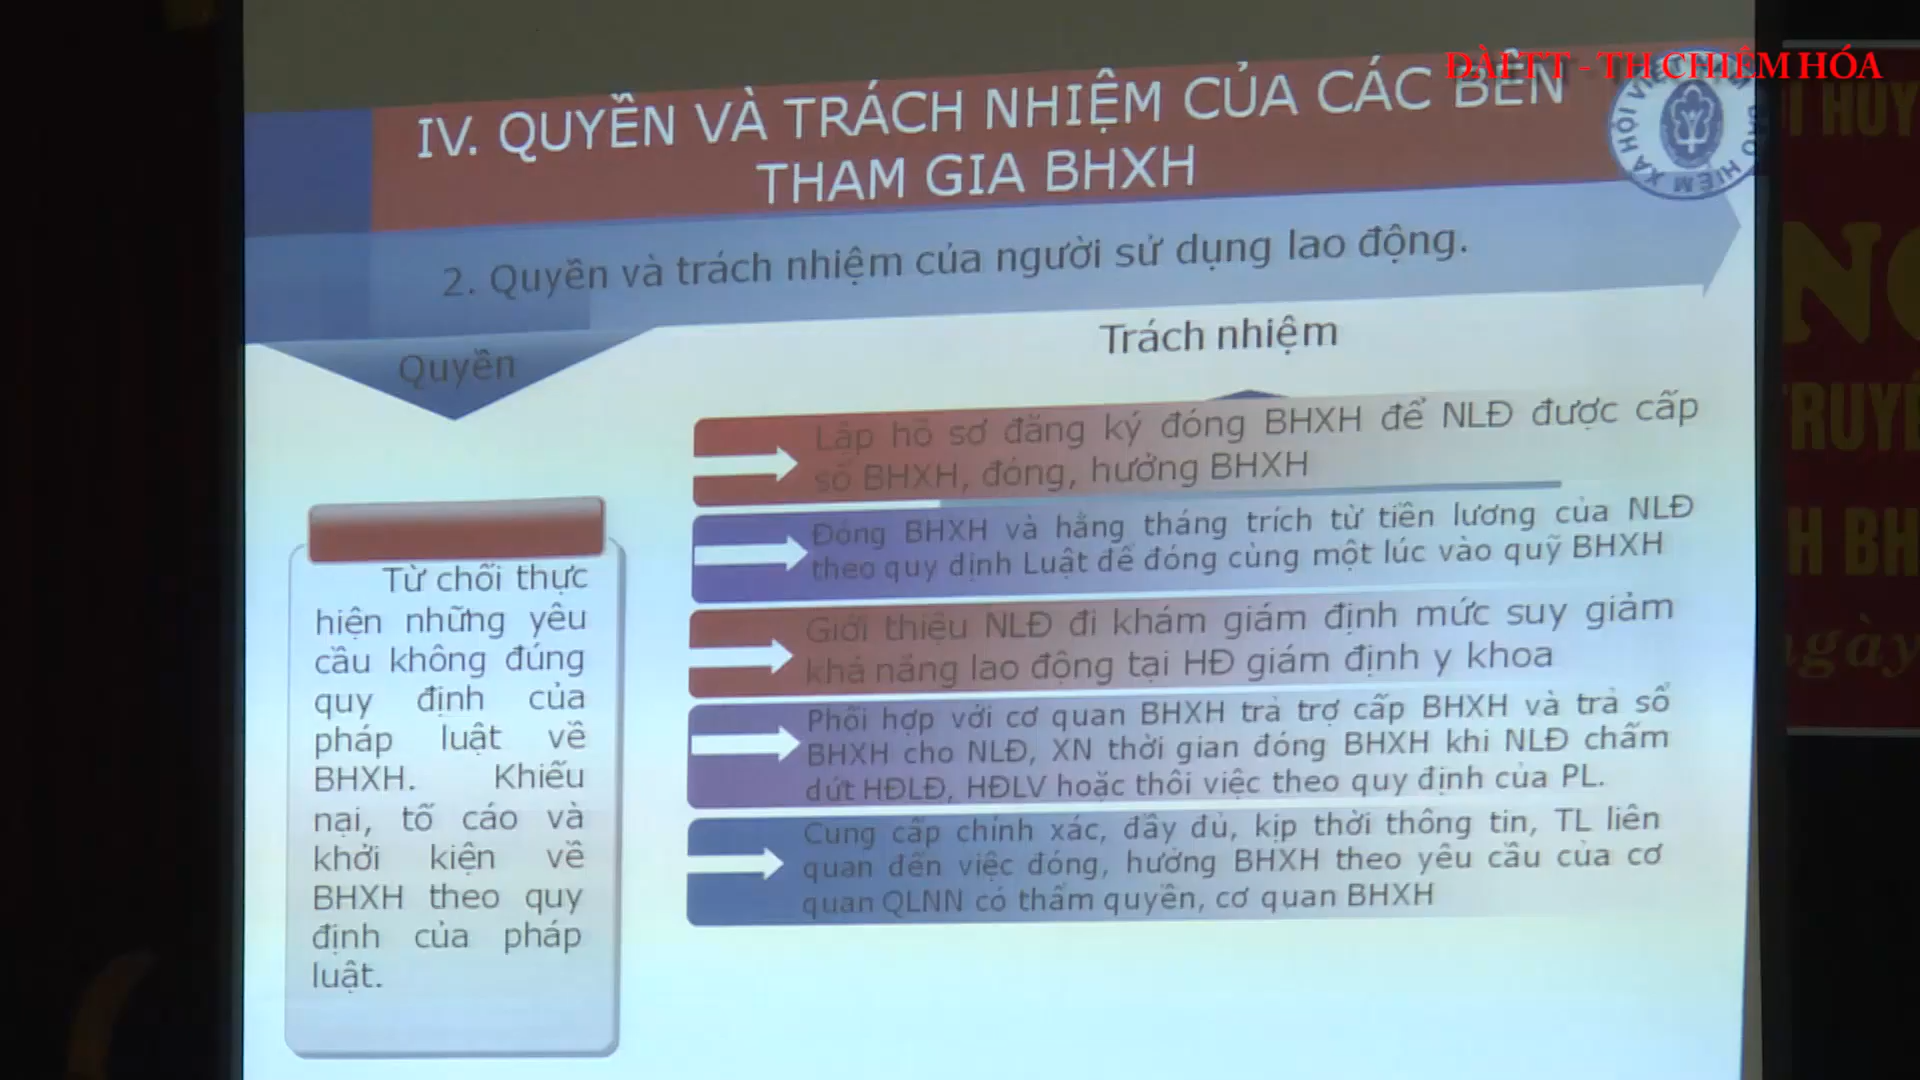 ĐÀI TT - TH CHIÊM HÓA
IV. QUYỀN VÀ TRÁCH NHIỆM CỦA CÁC BÊN
THAM GIA BHXH
2. Quyền và trách nhiệm của người sử dụng lao động.
Quyền
Từ chối thực
hiện những yêu
cầu không đúng
quy định của
pháp luật về
BHXH. Khiếu
nại, tố cáo và
khởi kiện về
BHXH theo quy
định của pháp
luật.
Trách nhiệm
Lập hồ sơ đăng ký đóng BHXH để NLĐ được cấp
sổ BHXH, đóng, hưởng BHXH
Đóng BHXH và hằng tháng trích từ tiền lương của NLĐ
theo quy định Luật để đóng cùng một lúc vào quỹ BHXH
Giới thiệu NLĐ đi khám giám định mức suy giảm
khả năng lao động tại HĐ giám định y khoa
Phối hợp với cơ quan BHXH trả trợ cấp BHXH và trả sổ
BHXH cho NLĐ, XN thời gian đóng BHXH khi NLĐ chấm
dứt HĐLĐ, HĐLV hoặc thôi việc theo quy định của PL.
Cung cấp chính xác, đầy đủ, kịp thời thông tin, TL liên
quan đến việc đóng, hưởng BHXH theo yêu cầu của cơ
quan QLNN có thẩm quyền, cơ quan BHXH
XÃ HỘI VIỆ
HIỂM
HUY
NG
TRUYỀ
H BH
ngày